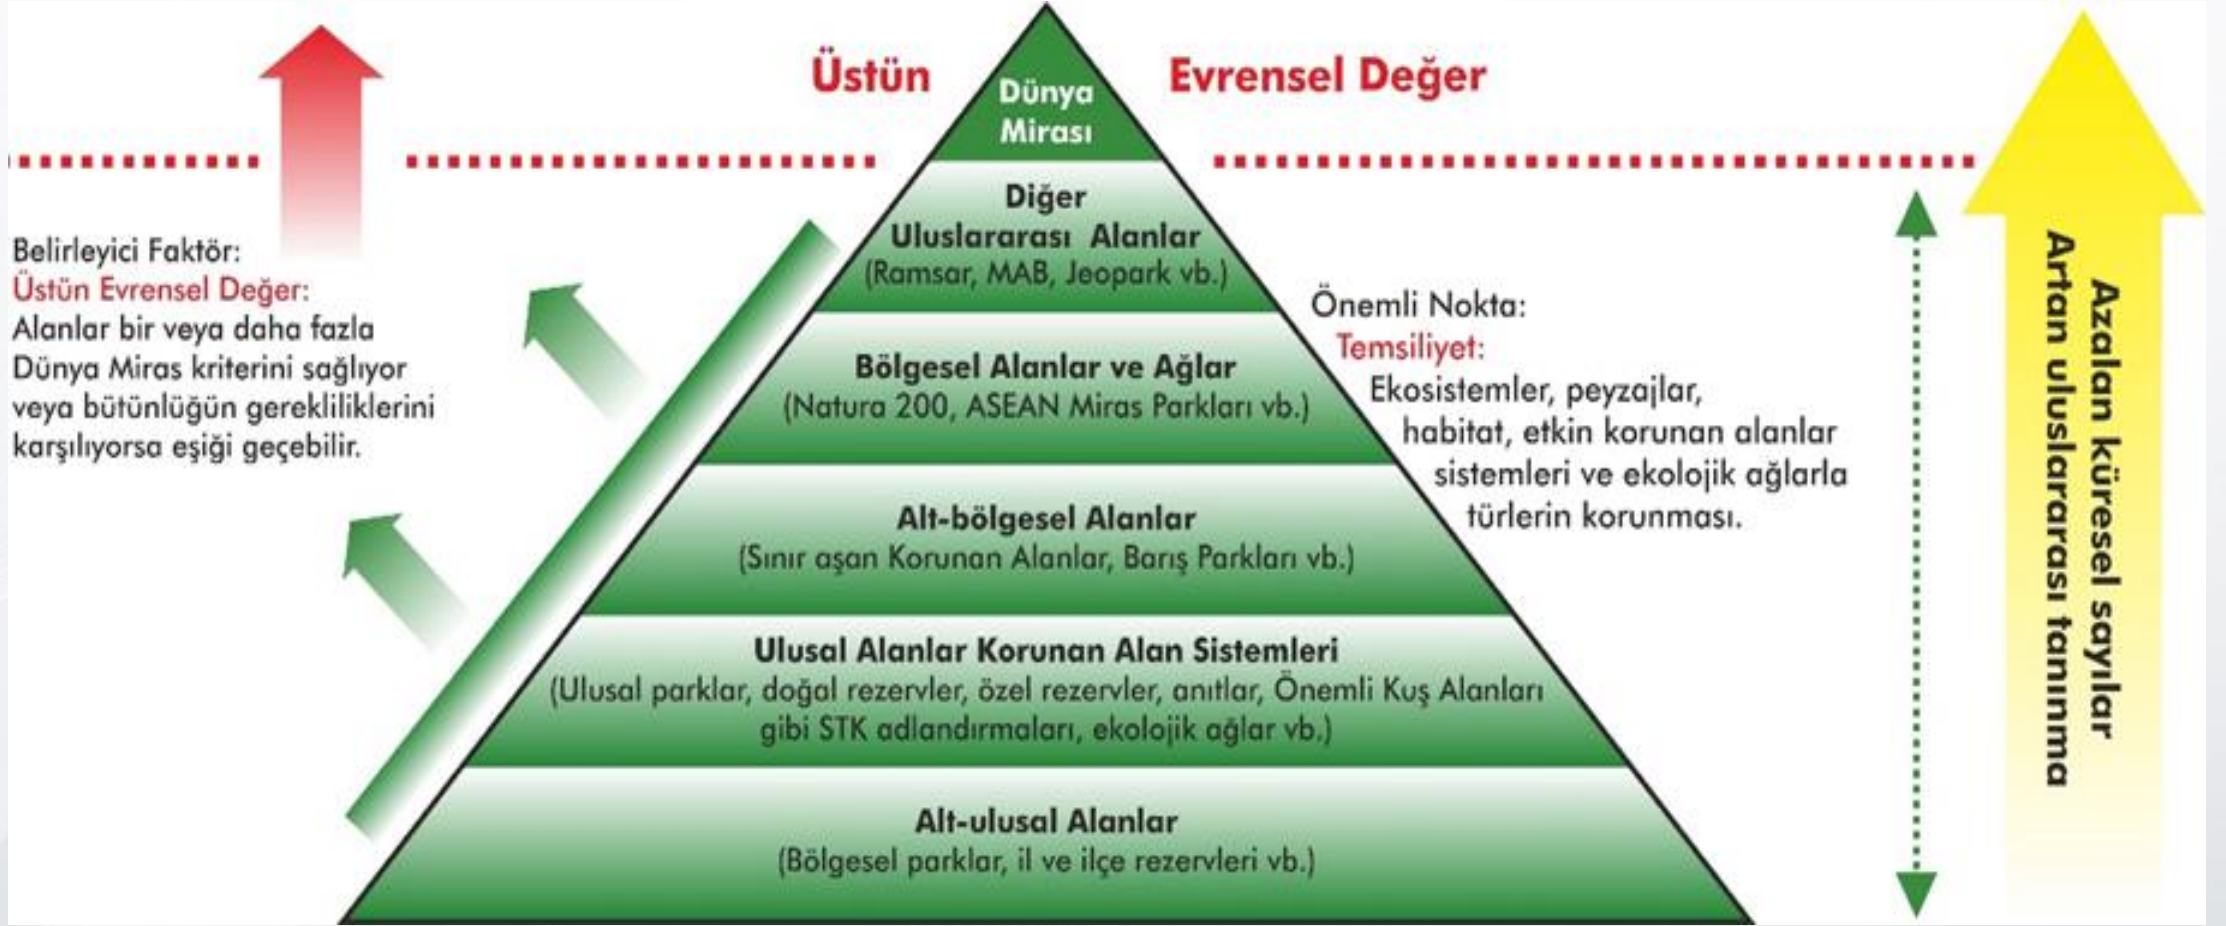 Üstün
Evrensel Değer
Dünya
Mirası
Diğer
Uluslararası Alanlar
(Ramsar, MAB, Jeopark vb.)
Bölgesel Alanlar ve Ağlar
(Natura 200, ASEAN Miras Parkları vb.)
Alt-bölgesel Alanlar
(Sınır aşan Korunan Alanlar, Barış Parkları vb.)
Ulusal Alanlar Korunan Alan Sistemleri
(Ulusal parklar, doğal rezervler, özel rezervler, anıtlar, Önemli Kuş Alanları
gibi STK adlandırmaları, ekolojik ağlar vb.)
Alt-ulusal Alanlar
(Bölgesel parklar, il ve ilçe rezervleri vb.)
Belirleyici Faktör:
Üstün Evrensel Değer:
Alanlar bir veya daha fazla
Dünya Miras kriterini sağlıyor
veya bütünlüğün gerekliliklerini
karşılıyorsa eşiği geçebilir.
Önemli Nokta:
Temsiliyet:
Ekosistemler, peyzajlar,
habitat, etkin korunan alanlar
sistemleri ve ekolojik ağlarla
türlerin korunması.
Azalan küresel sayılar
Artan uluslararası tanınma